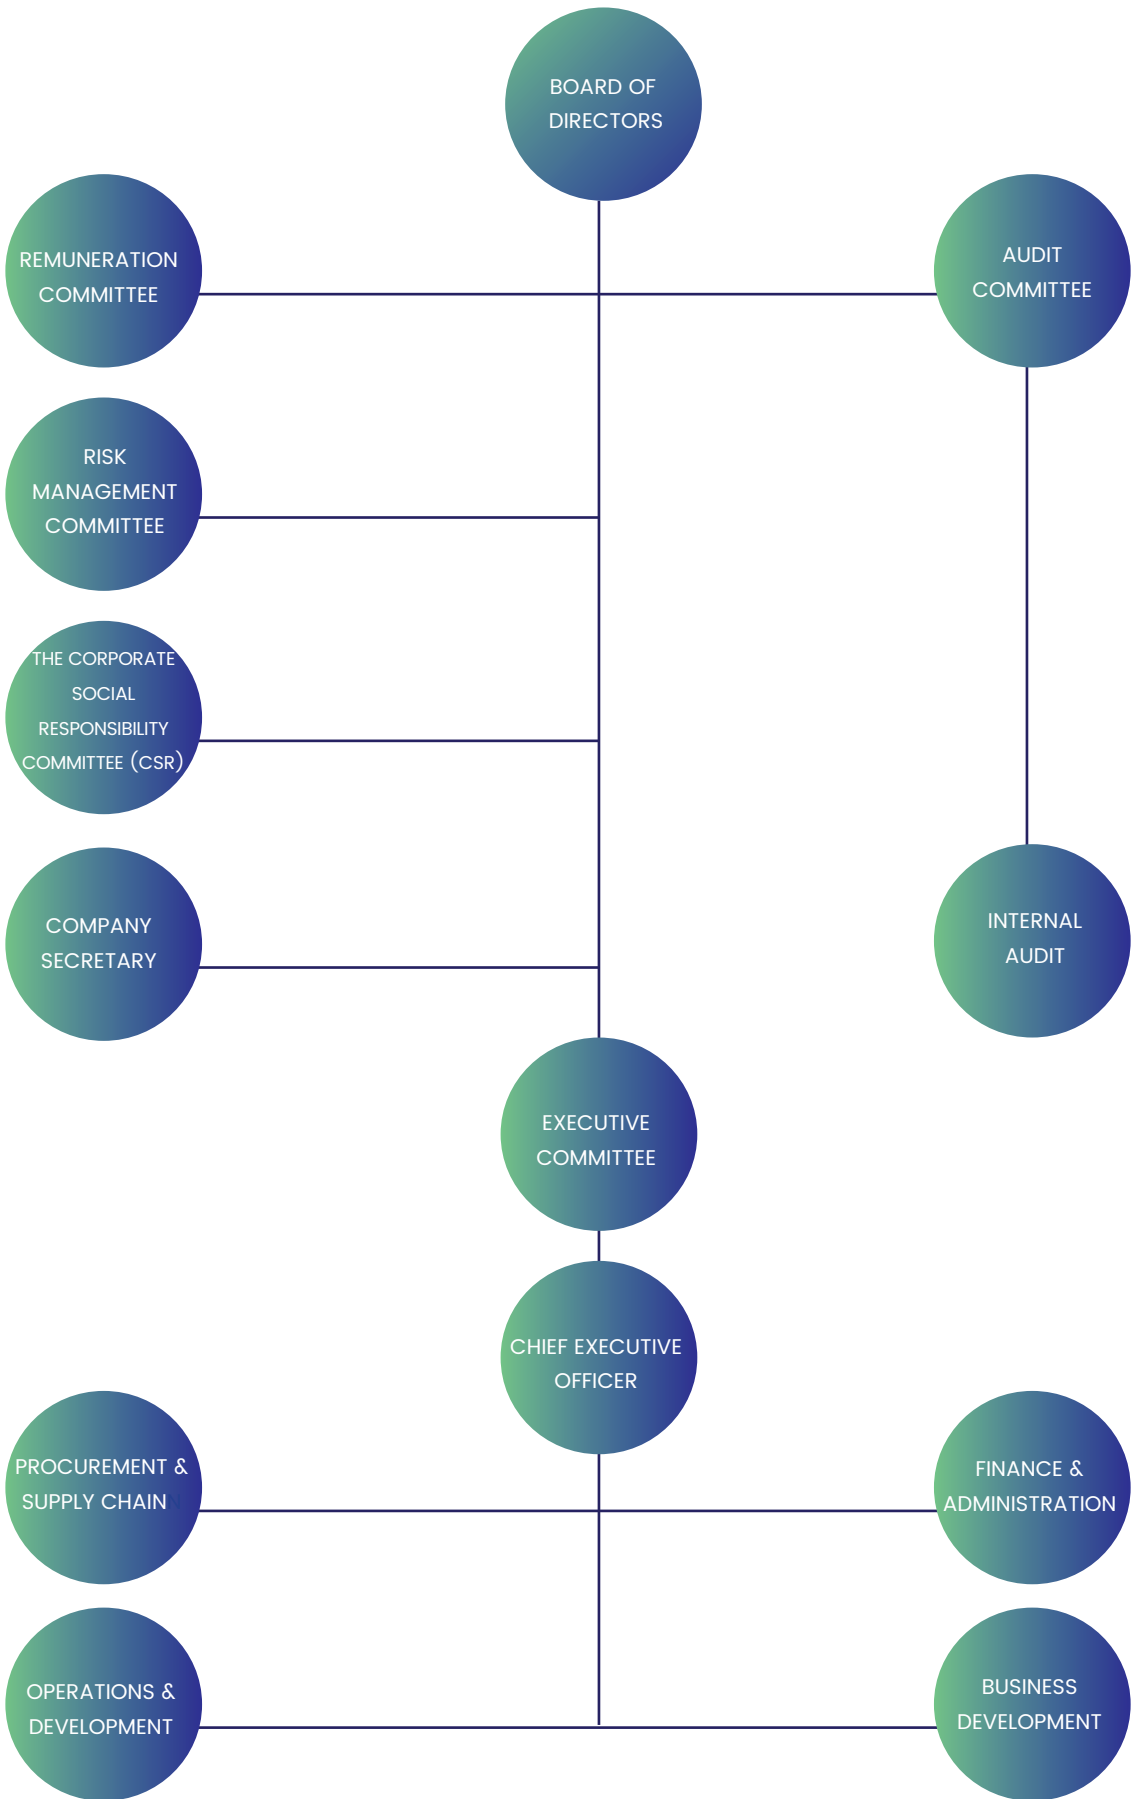 BOARD OF
DIRECTORS
REMUNERATION
COMMITTEE
AUDIT
COMMITTEE
RISK
MANAGEMENT
COMMITTEE
THE CORPORATE
SOCIAL
RESPONSIBILITY
COMMITTEE (CSR)
COMPANY
SECRETARY
INTERNAL
AUDIT
EXECUTIVE
COMMITTEE
CHIEF EXECUTIVE
OFFICER
PROCUREMENT &
SUPPLY CHAIN
FINANCE &
ADMINISTRATION
OPERATIONS &
DEVELOPMENT
BUSINESS
DEVELOPMENT